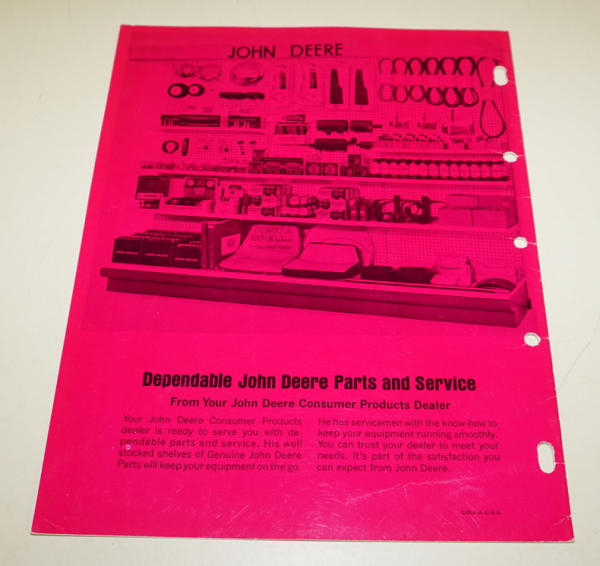 JOHN DEERE
Dependable John Deere Parts and Service
From Your John Deere Consumer Products Dealer
Your John Deere Consumer Products
dealer is ready to serve you with de-
pendable parts and service. His well
stocked shelves of Genuine John Deere
Parts will keep your equipment on the go.
He has servicemen with the know-how to
keep your equipment running smoothly.
You can trust your dealer to meet your
needs. It's part of the satisfaction you
can expect from John Deere.
Litho in U.S.A.